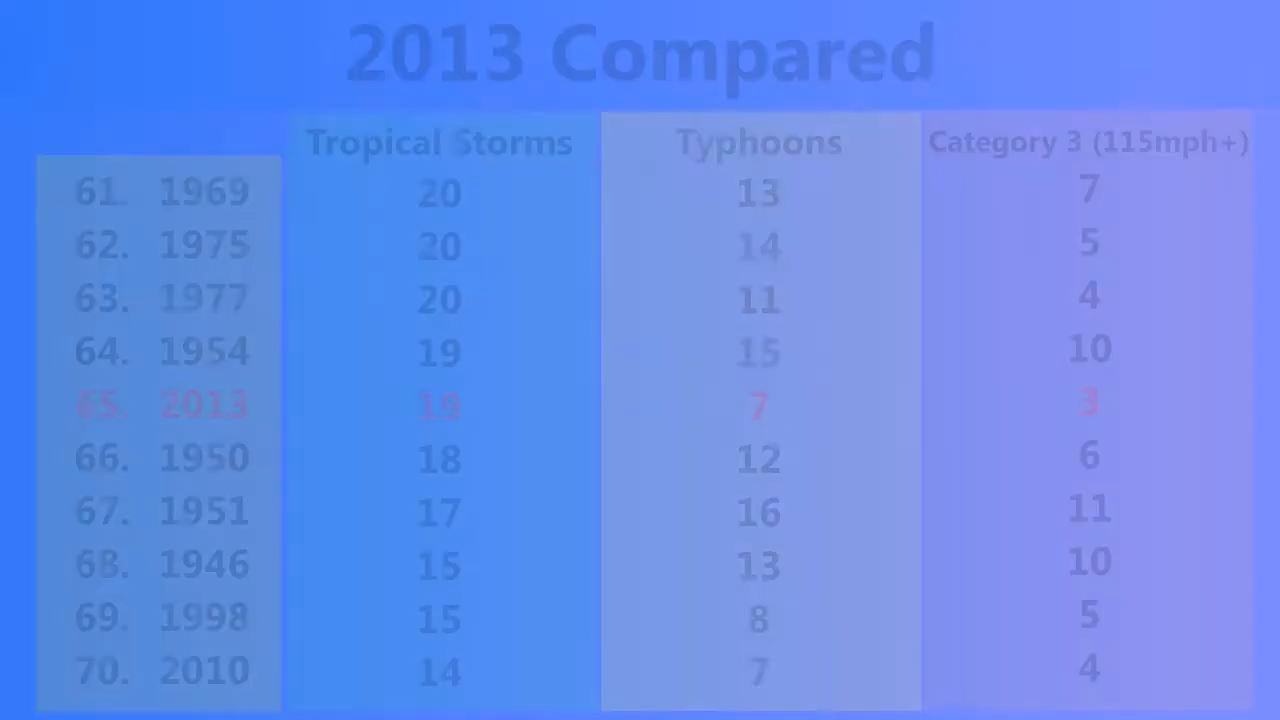 2013 Compared
Tropical Storms Typhoons Category 3 (115mph+)
61. 1969 20 13 7
62. 1975 20 14 5
63. 1977 20 11 4
64. 1954 19 15 10
65. 2013 19 7 3
66. 1950 18 12 6
67. 1951 17 16 11
68. 1946 15 13 10
69. 1998 15 8 5
70. 2010 14 7 4